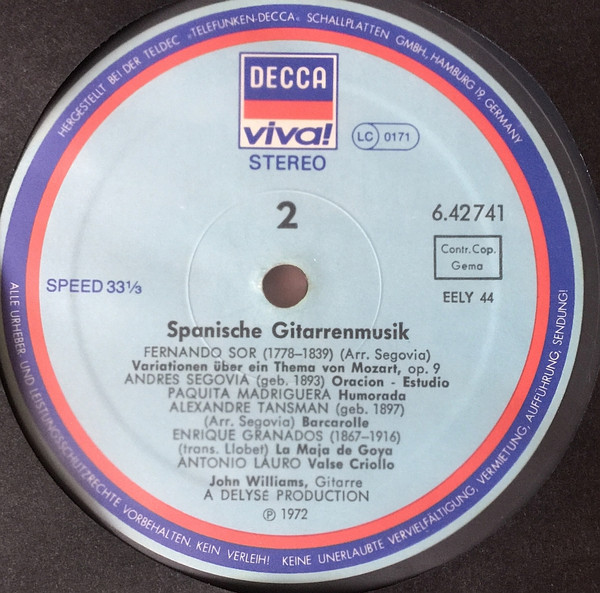 HERGESTELLT BEI DER TELDEC »TELEFUNKEN-DECCA« SCHALLPLATTEN GMBH., HAMBURG 19, GERMANY
DECCA
viva!
LC 0171
STEREO
2
6.42741
Contr.Cop.
Gema
SPEED 33⅓
EELY 44
Spanische Gitarrenmusik
FERNANDO SOR (1778–1839) (Arr. Segovia)
Variationen über ein Thema von Mozart, op. 9
ANDRES SEGOVIA (geb. 1893) Oracion - Estudio
PAQUITA MADRIGUERA Humorada
ALEXANDRE TANSMAN (geb. 1897)
(Arr. Segovia) Barcarolle
ENRIQUE GRANADOS (1867–1916)
(trans. Llobet) La Maja de Goya
ANTONIO LAURO Valse Criollo
John Williams, Gitarre
A DELYSÉ PRODUCTION
℗ 1972
ALLE URHEBER- UND LEISTUNGSSCHUTZRECHTE VORBEHALTEN. KEIN VERLEIH! KEINE UNERLAUBTE VERVIELFÄLTIGUNG, VERMIETUNG, AUFFÜHRUNG, SENDUNG!